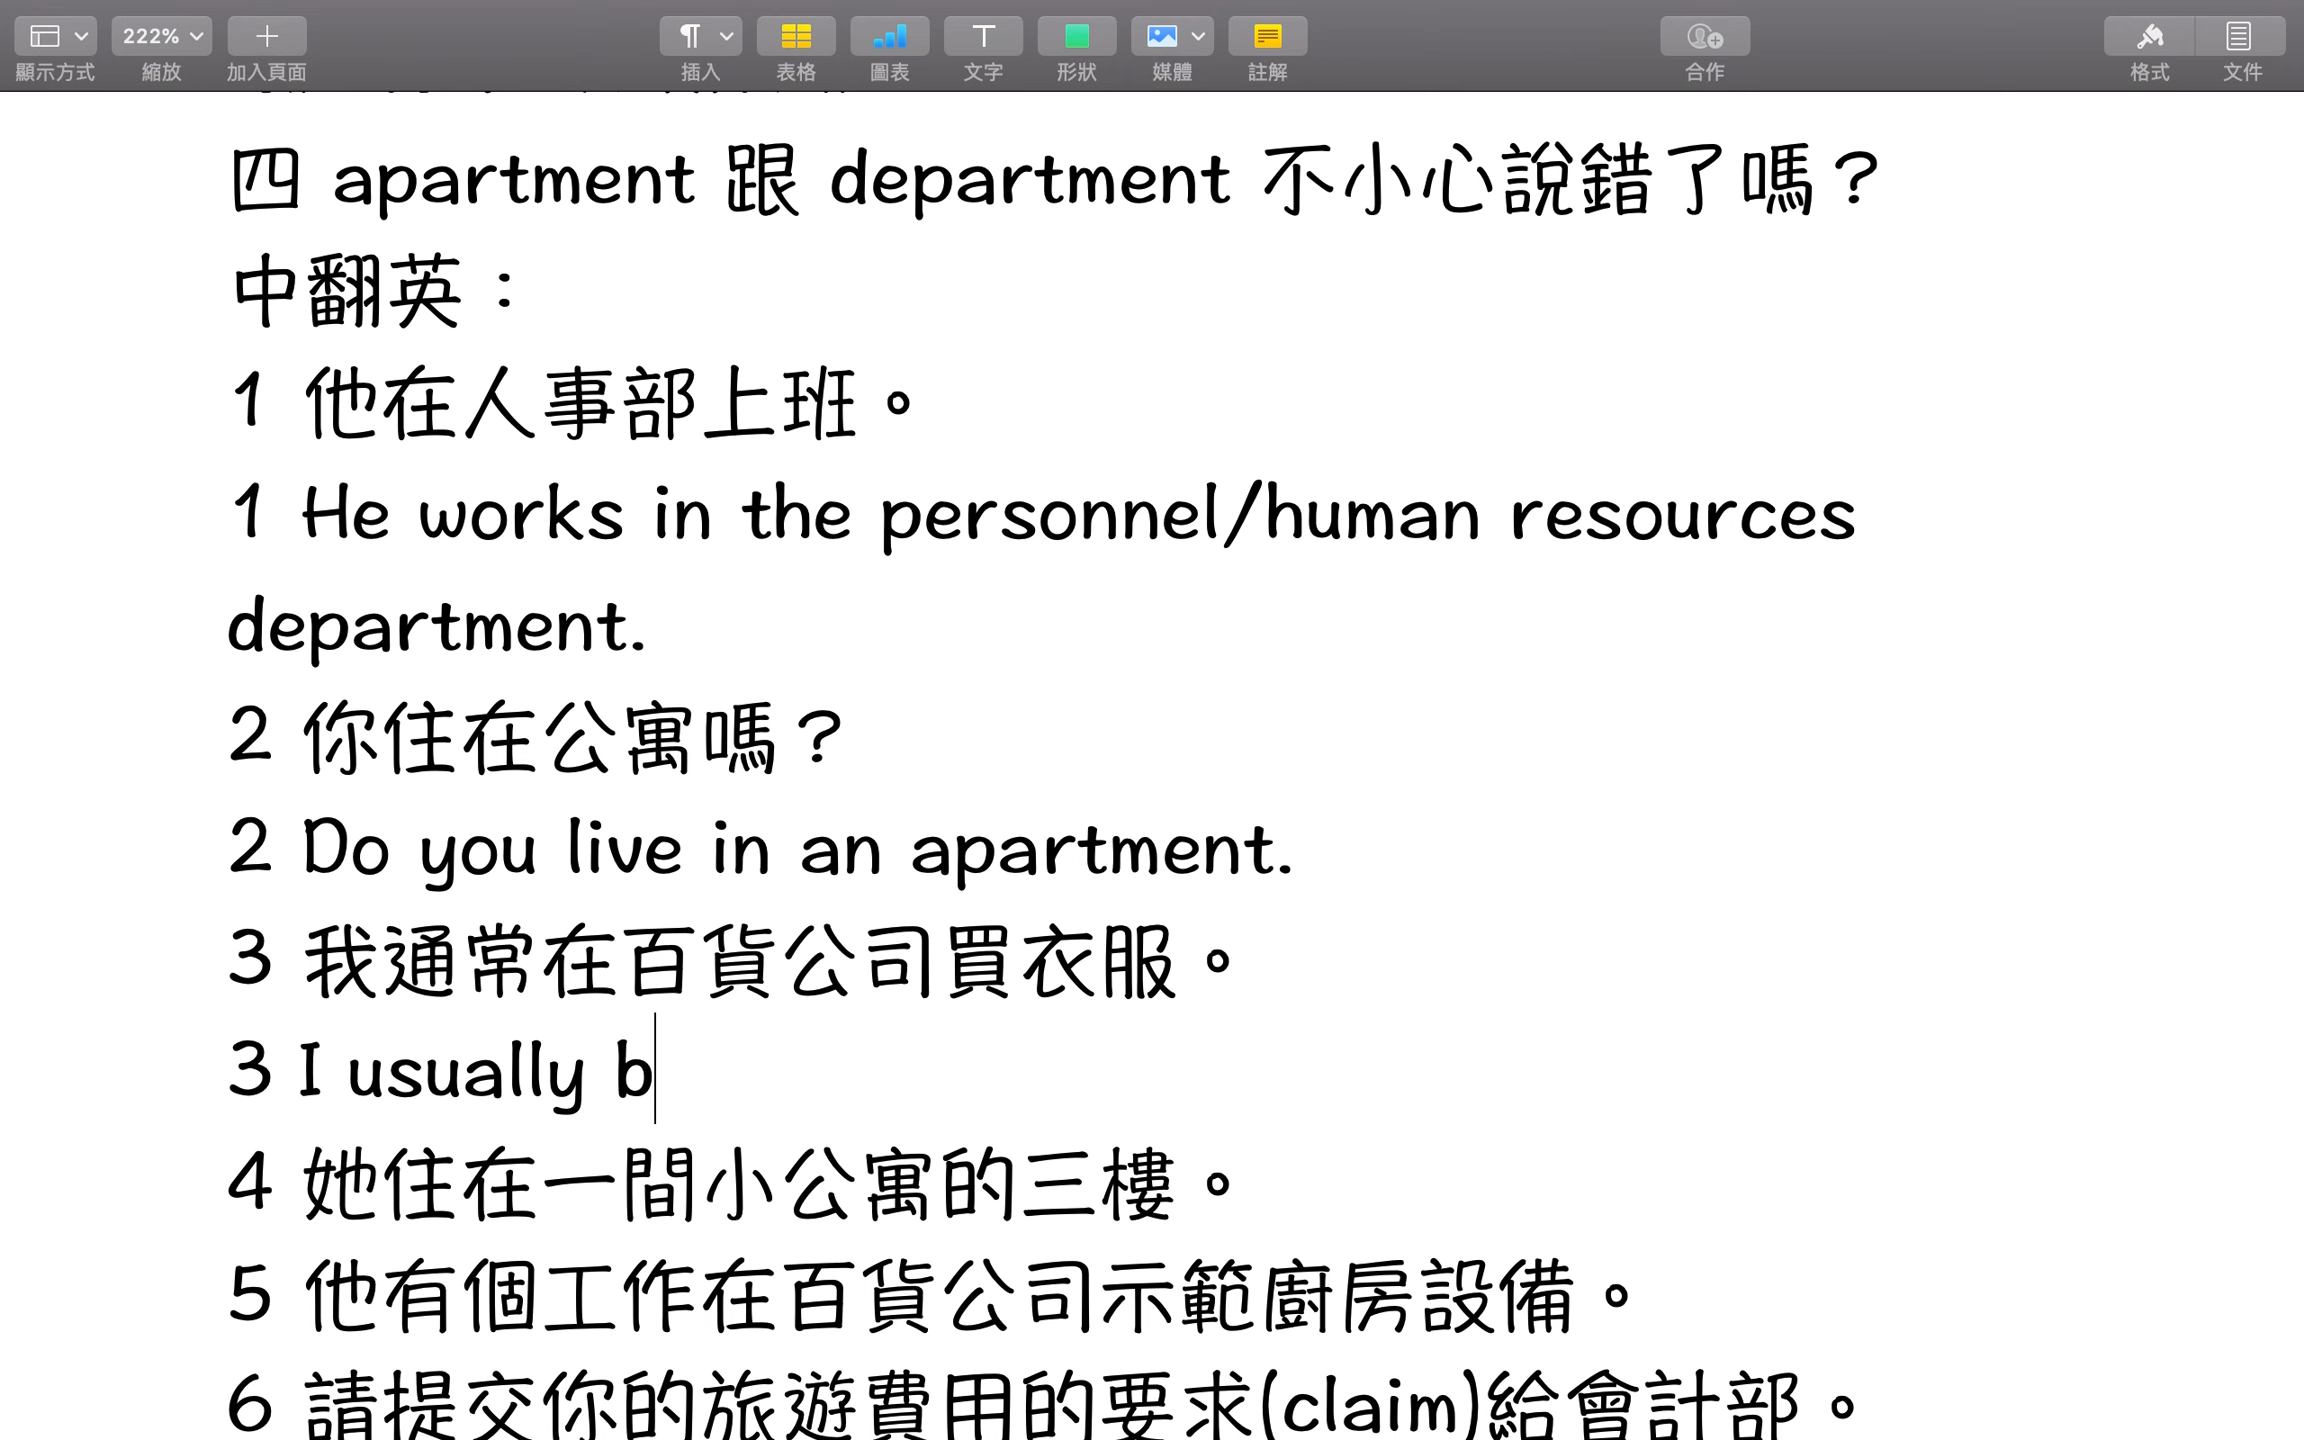 222%
顯示方式 縮放 加入頁面 插入 表格 圖表 文字 形狀 媒體 註解 合作 格式 文件
四 apartment 跟 department 不小心說錯了嗎？
中翻英：
1 他在人事部上班。
1 He works in the personnel/human resources
department.
2 你住在公寓嗎？
2 Do you live in an apartment.
3 我通常在百貨公司買衣服。
3 I usually b
4 她住在一間小公寓的三樓。
5 他有個工作在百貨公司示範廚房設備。
6 請提交你的旅遊費用的要求(claim)給會計部。